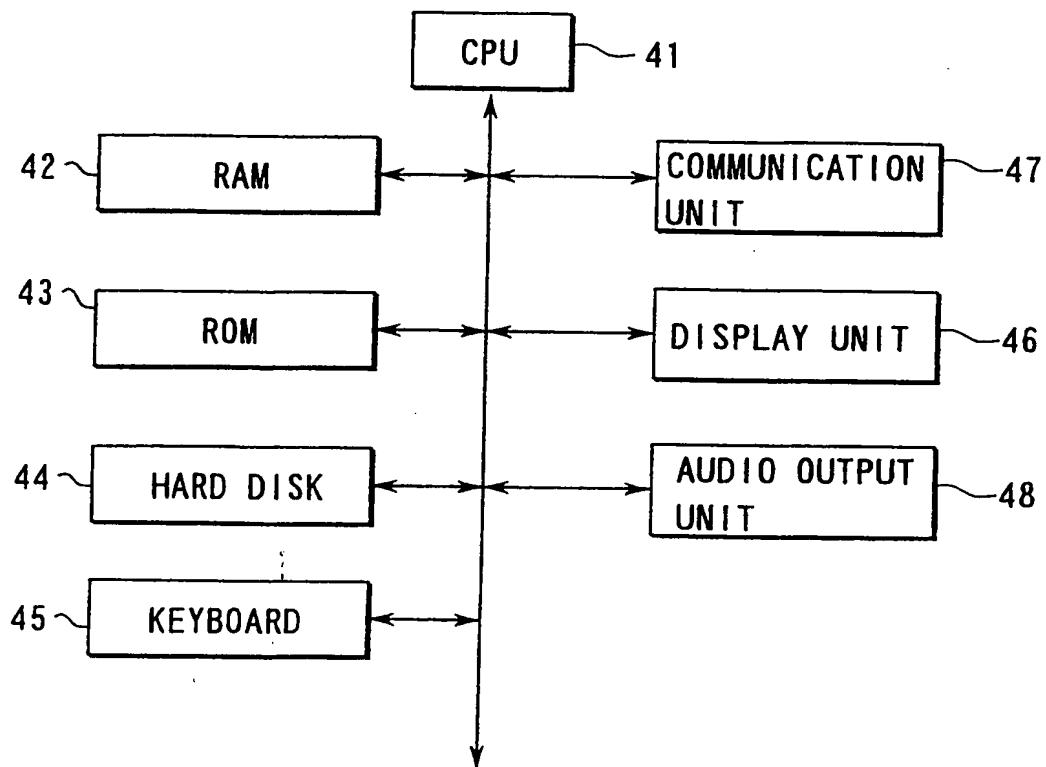 CPU
41
42
RAM
COMMUNICATION
UNIT
47
43
ROM
DISPLAY UNIT
46
44
HARD DISK
AUDIO OUTPUT
UNIT
48
45
KEYBOARD